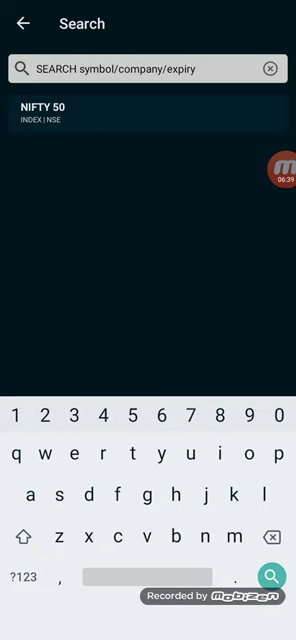 Search
SEARCH symbol/company/expiry
NIFTY 50
INDEX | NSE
06:39
1 2 3 4 5 6 7 8 9 0
q w e r t y u i o p
a s d f g h j k l
z x c v b n m
?123 , .
Recorded by Mobizen